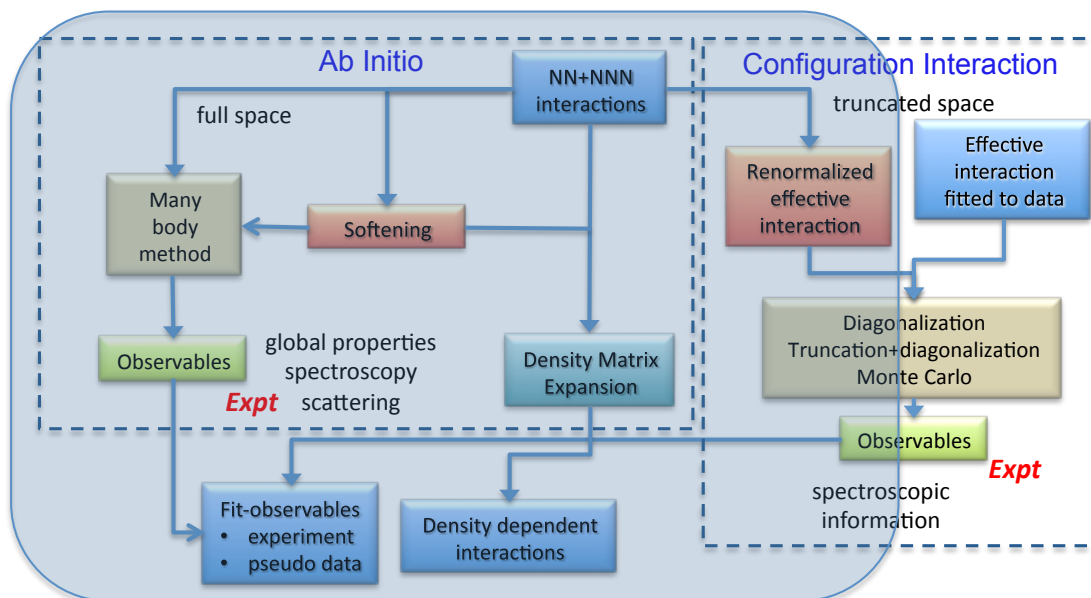 Ab Initio
NN+NNN
interactions
full space
Many
body
method
Softening
Observables
global properties
spectroscopy
scattering
Expt
Density Matrix
Expansion
Configuration Interaction
truncated space
Renormalized
effective
interaction
Effective
interaction
fitted to data
Diagonalization
Truncation+diagonalization
Monte Carlo
Observables
Expt
spectroscopic
information
Fit-observables
• experiment
• pseudo data
Density dependent
interactions